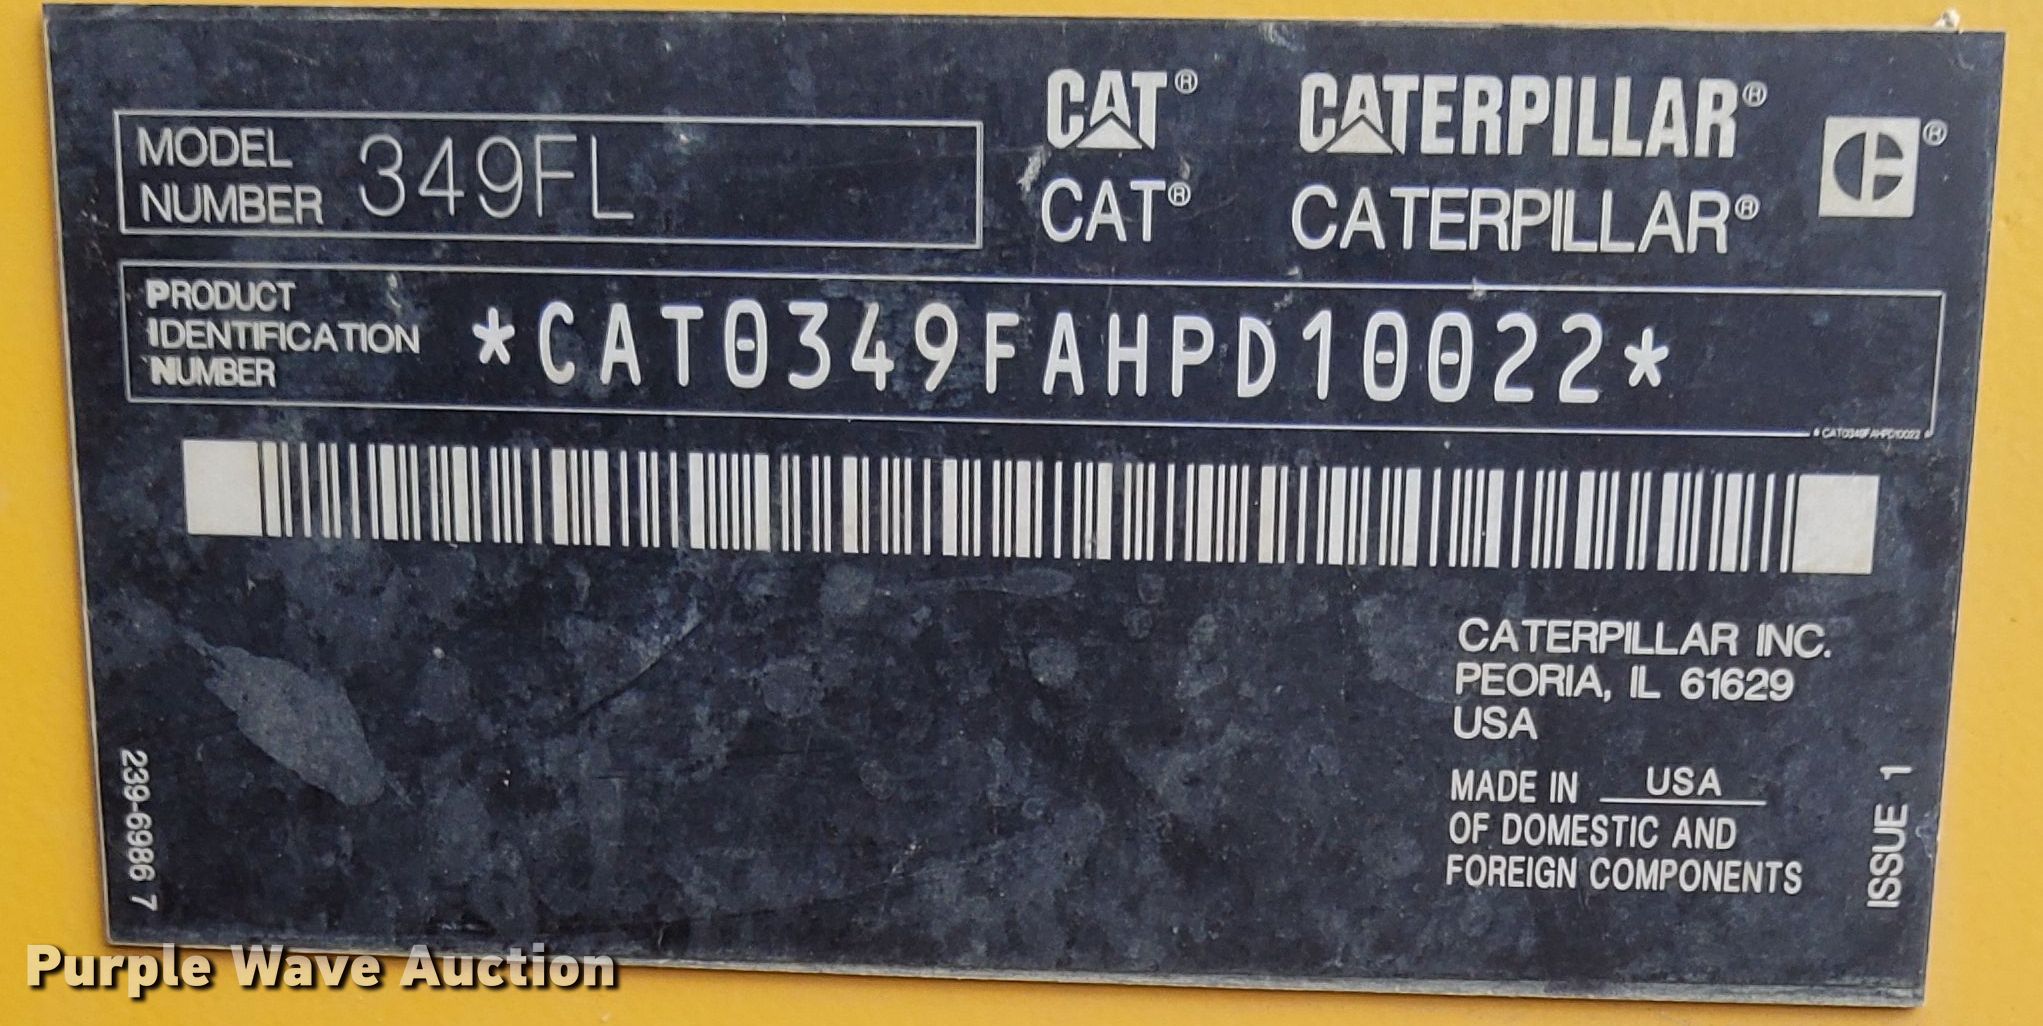 MODEL NUMBER 349FL
CAT® CATERPILLAR®
CAT® CATERPILLAR®
PRODUCT IDENTIFICATION NUMBER *CAT0349FAHPD10022*
*CAT0349FAHPD10022*
CATERPILLAR INC.
PEORIA, IL 61629
USA
MADE IN USA
OF DOMESTIC AND
FOREIGN COMPONENTS
239-6986 7
ISSUE 1
Purple Wave Auction